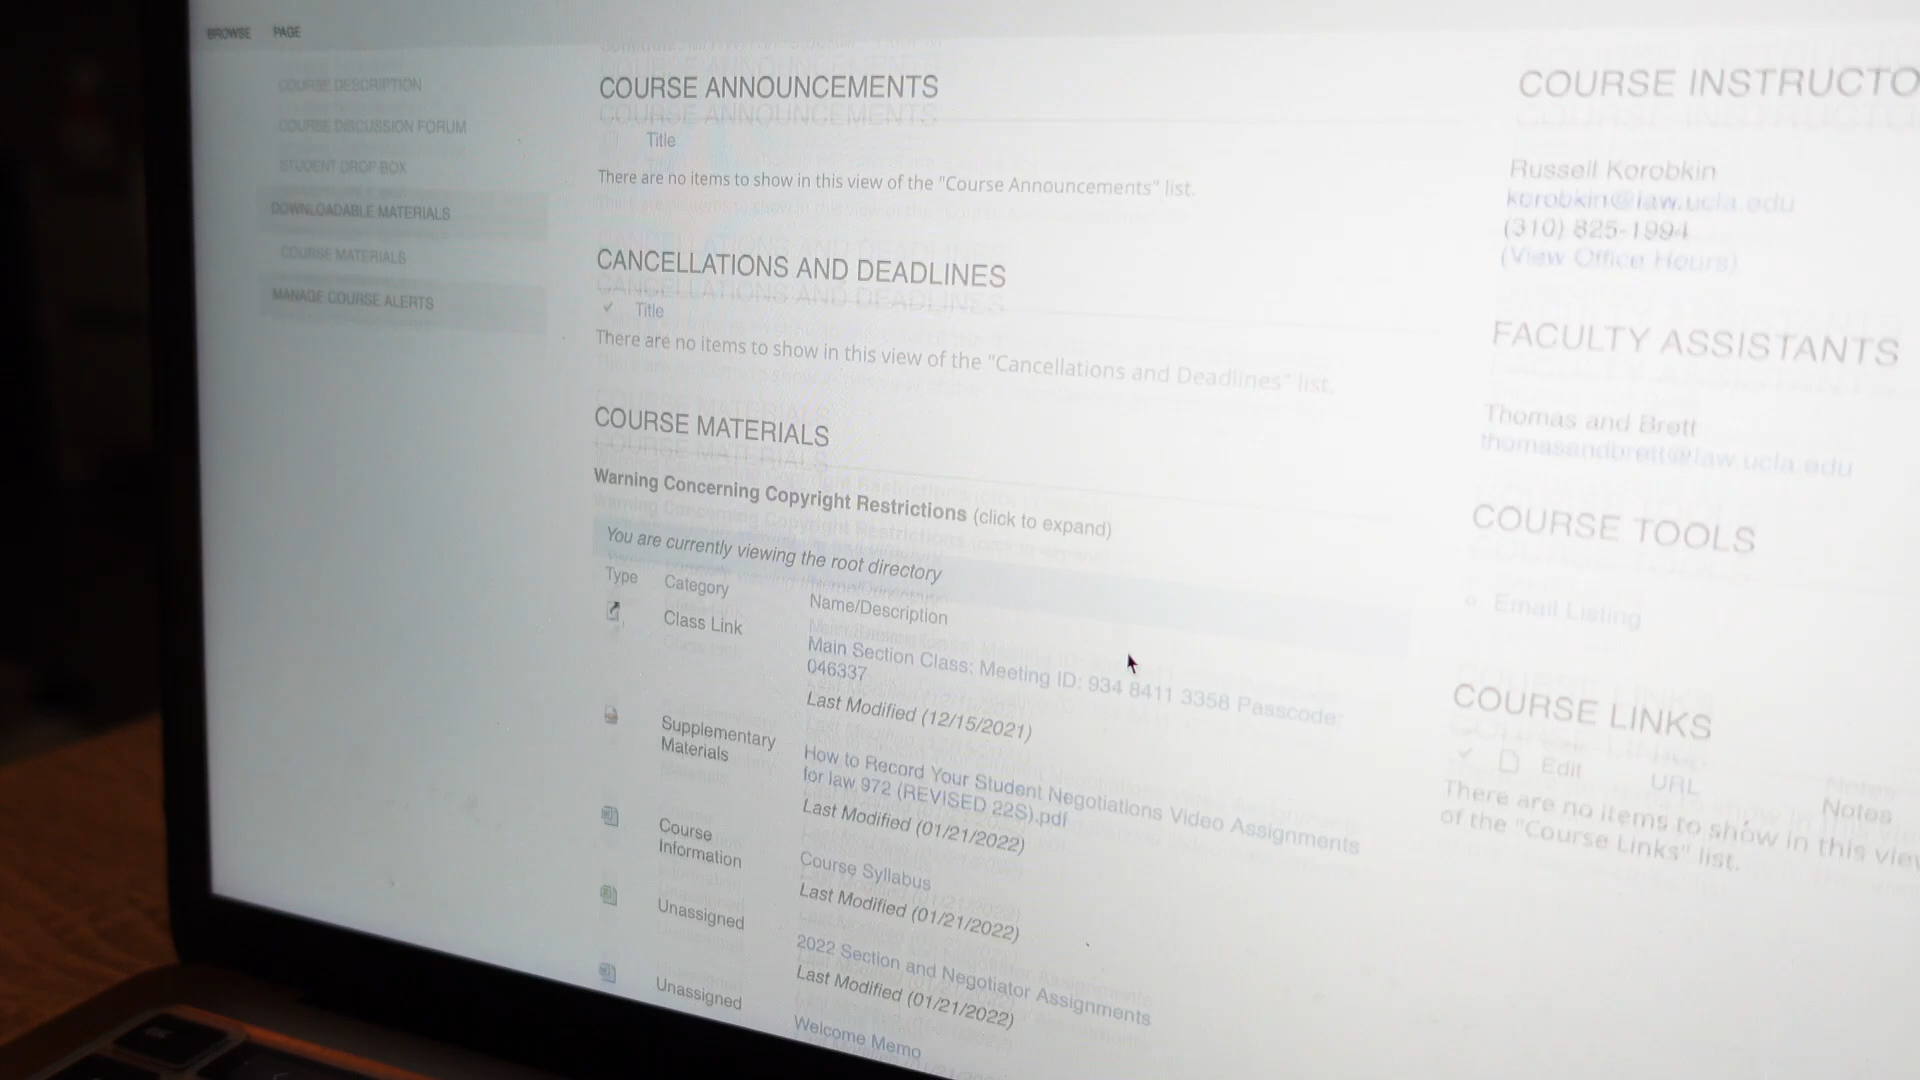 BROWSE PAGE
COURSE DESCRIPTION
COURSE DISCUSSION FORUM
STUDENT DROP BOX
DOWNLOADABLE MATERIALS
COURSE MATERIALS
MANAGE COURSE ALERTS
COURSE ANNOUNCEMENTS
Title
There are no items to show in this view of the "Course Announcements" list.
CANCELLATIONS AND DEADLINES
Title
There are no items to show in this view of the "Cancellations and Deadlines" list.
COURSE MATERIALS
Warning Concerning Copyright Restrictions (click to expand)
You are currently viewing the root directory
Type Category Name/Description
Class Link
Main Section Class: Meeting ID: 934 8411 3358 Passcode:
046337
Last Modified (12/15/2021)
Supplementary
Materials
How to Record Your Student Negotiations Video Assignments
for law 972 (REVISED 22S).pdf
Last Modified (01/21/2022)
Course
Information
Course Syllabus
Last Modified (01/21/2022)
Unassigned
2022 Section and Negotiator Assignments
Last Modified (01/21/2022)
Unassigned
Welcome Memo
COURSE INSTRUCTO
Russell Korobkin
korobkin@law.ucla.edu
(310) 825-1994
(View Office Hours)
FACULTY ASSISTANTS
Thomas and Brett
thomasandbrett@law.ucla.edu
COURSE TOOLS
Email Listing
COURSE LINKS
Edit URL Notes
There are no items to show in this view
of the "Course Links" list.